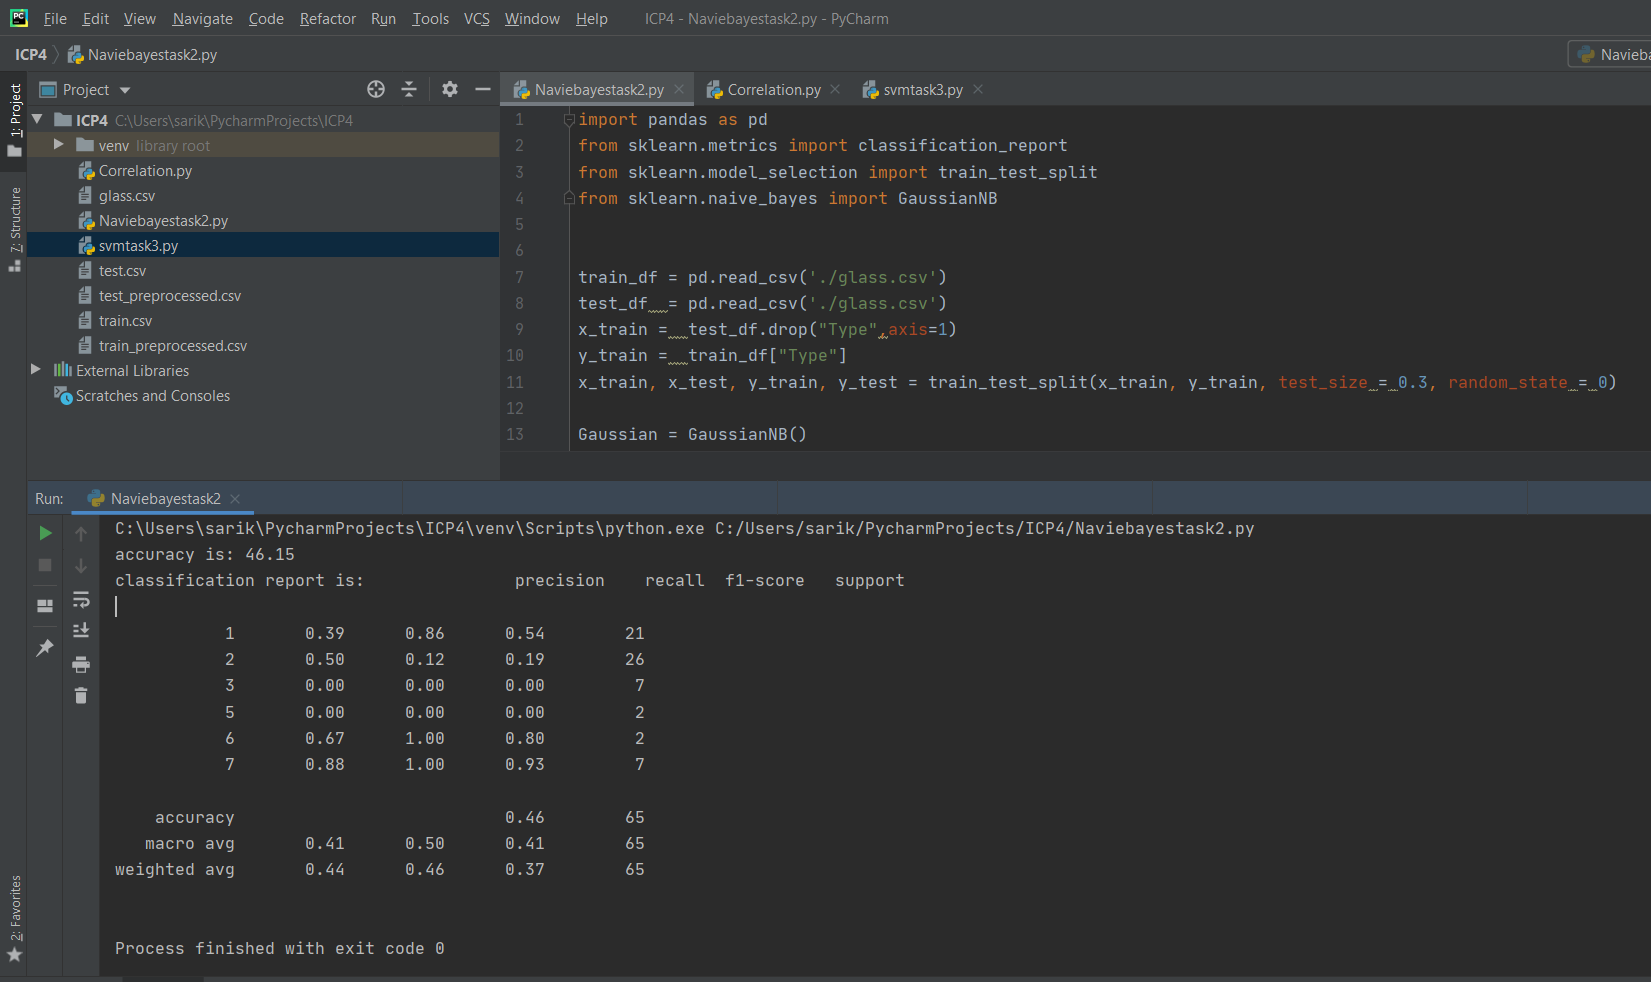 File Edit View Navigate Code Refactor Run Tools VCS Window Help ICP4 - Naviebayestask2.py - PyCharm
ICP4 Naviebayestask2.py
Project
Naviebayestask2.py Correlation.py svmtask3.py
1: Project
7: Structure
2: Favorites
ICP4 C:\Users\sarik\PycharmProjects\ICP4
venv library root
Correlation.py
glass.csv
Naviebayestask2.py
svmtask3.py
test.csv
test_preprocessed.csv
train.csv
train_preprocessed.csv
External Libraries
Scratches and Consoles
1 import pandas as pd
2 from sklearn.metrics import classification_report
3 from sklearn.model_selection import train_test_split
4 from sklearn.naive_bayes import GaussianNB
5
6
7 train_df = pd.read_csv('./glass.csv')
8 test_df  = pd.read_csv('./glass.csv')
9 x_train =  test_df.drop("Type",axis=1)
10 y_train =  train_df["Type"]
11 x_train, x_test, y_train, y_test = train_test_split(x_train, y_train, test_size = 0.3, random_state = 0)
12
13 Gaussian = GaussianNB()
Run: Naviebayestask2
C:\Users\sarik\PycharmProjects\ICP4\venv\Scripts\python.exe C:/Users/sarik/PycharmProjects/ICP4/Naviebayestask2.py
accuracy is: 46.15
classification report is: precision recall f1-score support
1 0.39 0.86 0.54 21
2 0.50 0.12 0.19 26
3 0.00 0.00 0.00 7
5 0.00 0.00 0.00 2
6 0.67 1.00 0.80 2
7 0.88 1.00 0.93 7
accuracy 0.46 65
macro avg 0.41 0.50 0.41 65
weighted avg 0.44 0.46 0.37 65
Process finished with exit code 0